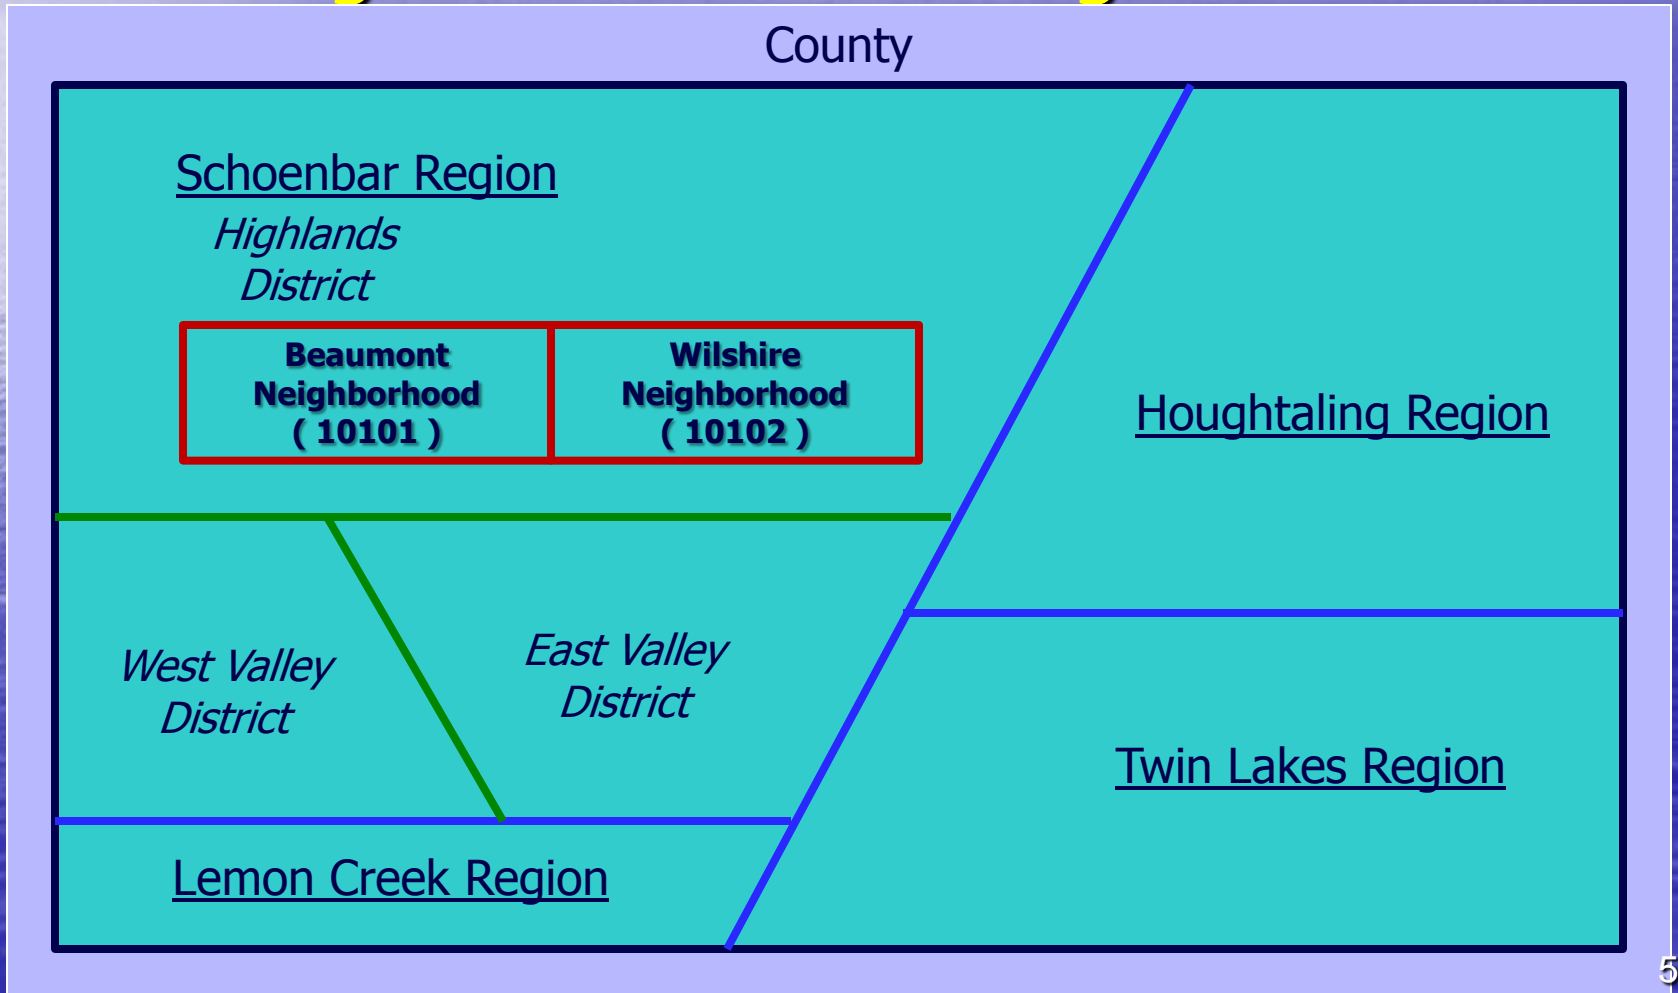 County
Schoenbar Region
Highlands
District
Beaumont
Neighborhood
( 10101 )
Wilshire
Neighborhood
( 10102 )
Houghtaling Region
West Valley
District
East Valley
District
Twin Lakes Region
Lemon Creek Region
5